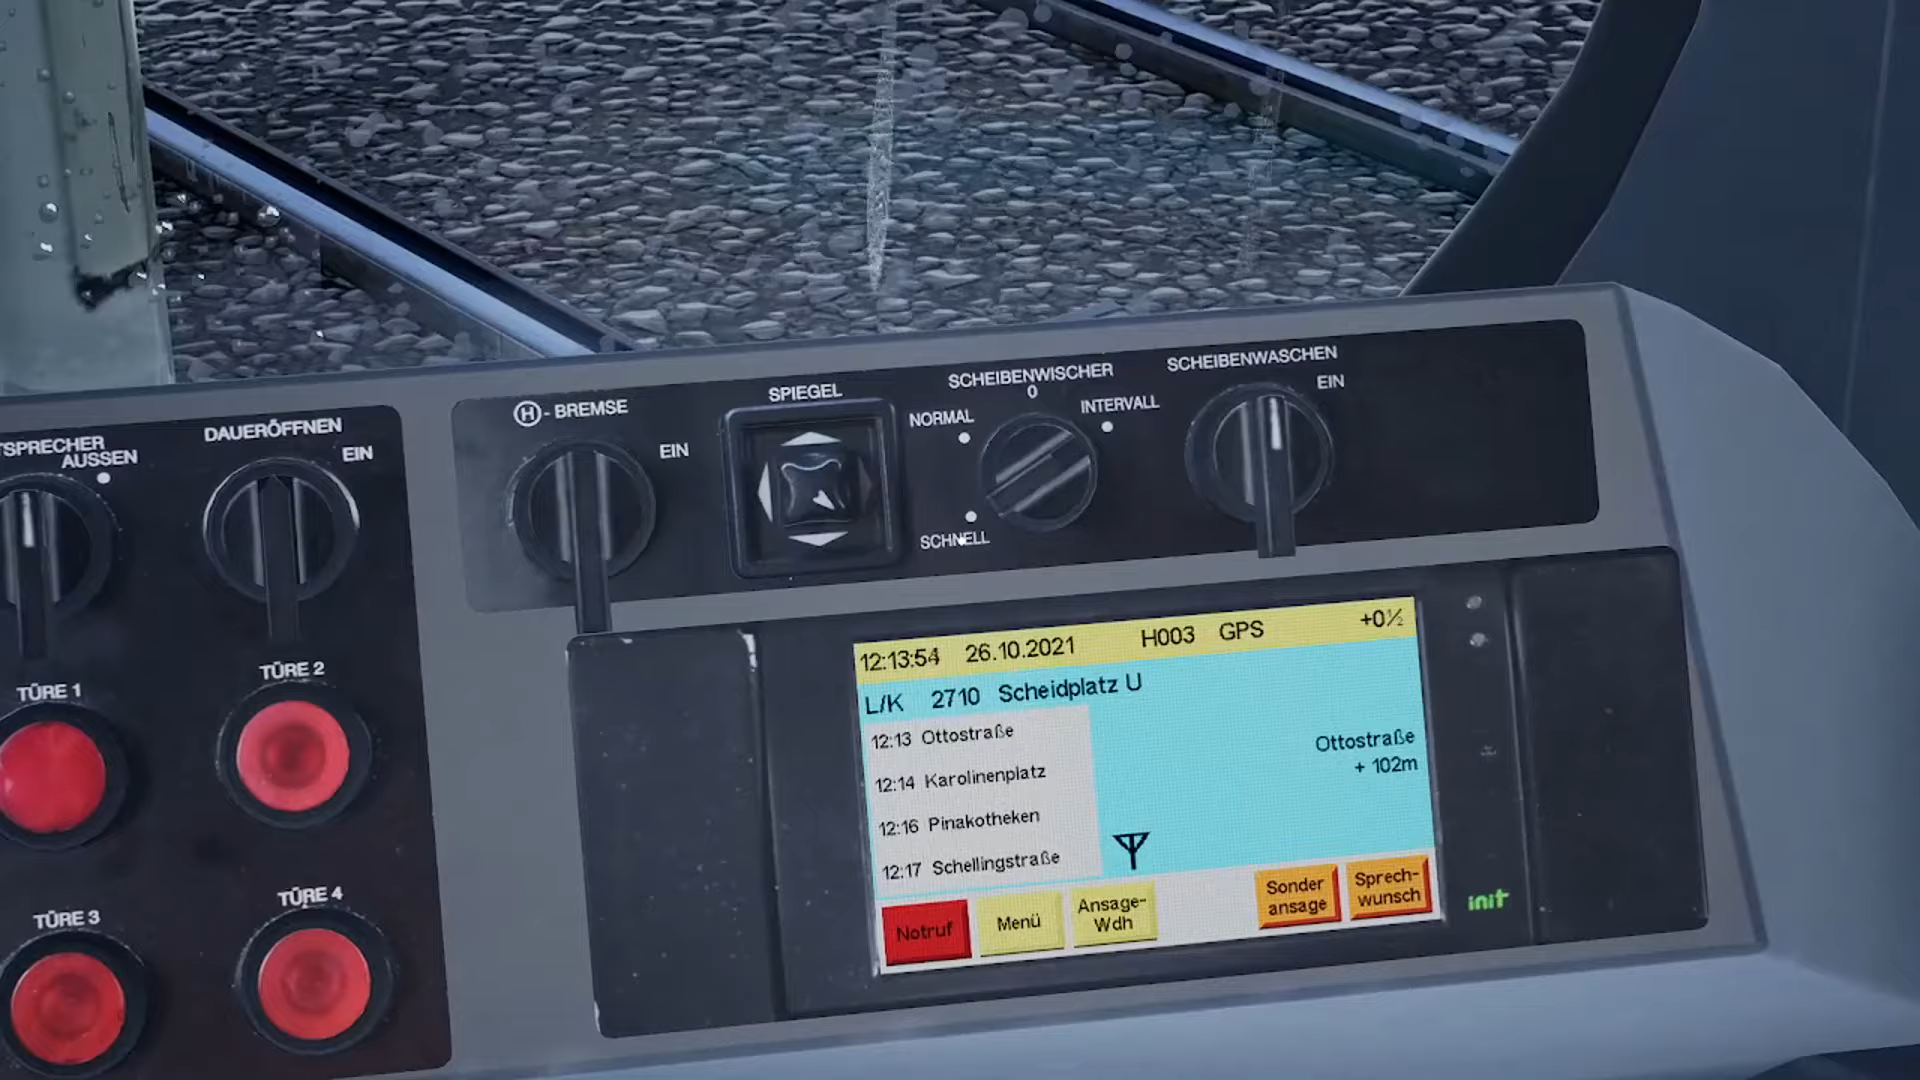 TSPRECHER
AUSSEN
DAUERÖFFNEN
EIN
TÜRE 1
TÜRE 2
TÜRE 3
TÜRE 4
H - BREMSE
EIN
SPIEGEL
SCHEIBENWISCHER
0
NORMAL
INTERVALL
SCHNELL
SCHEIBENWASCHEN
EIN
12:13:54 26.10.2021 H003 GPS +0½
L/K 2710 Scheidplatz U
12:13 Ottostraße
12:14 Karolinenplatz
12:16 Pinakotheken
12:17 Schellingstraße
Ottostraße
+ 102m
Notruf
Menü
Ansage-
Wdh
Sonder
ansage
Sprech-
wunsch
init